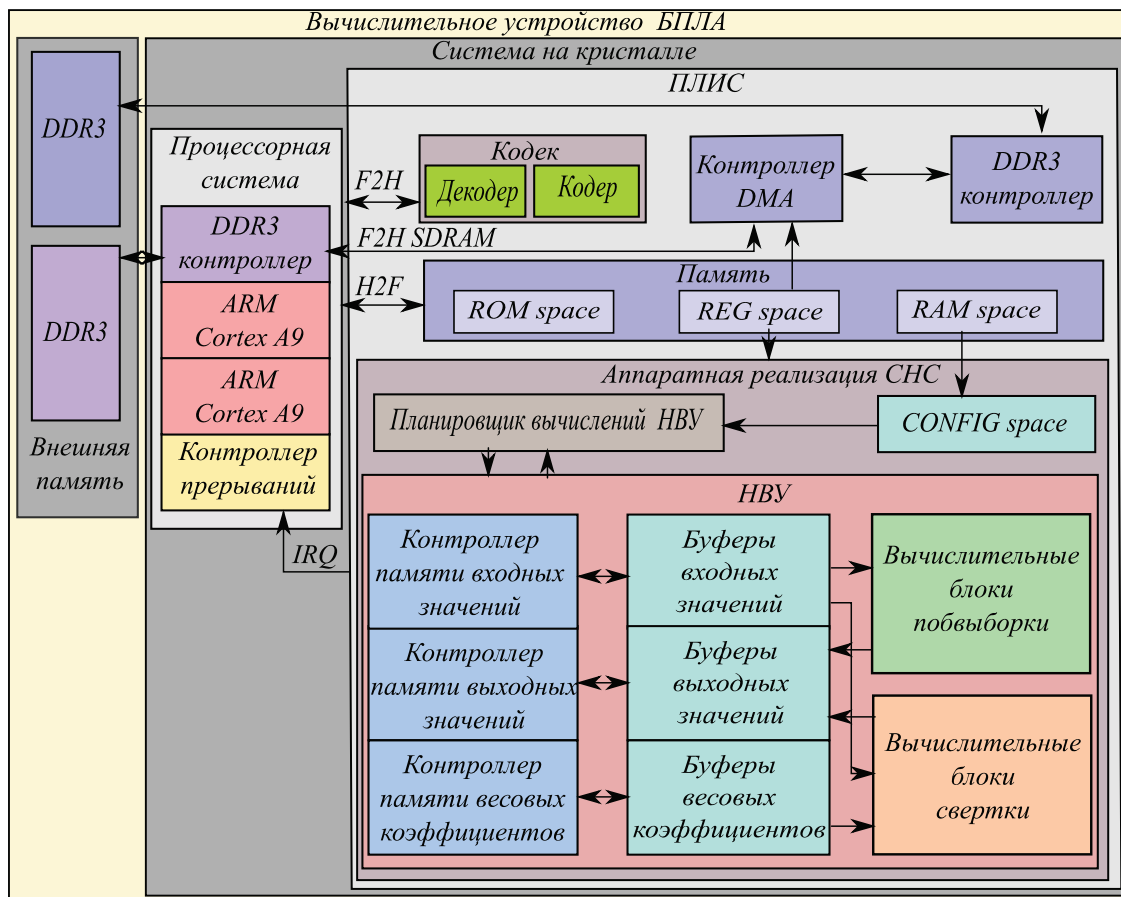 Вычислительное устройство БПЛА
Система на кристалле
ПЛИС
DDR3
DDR3
Внешняя
память
Процессорная
система
DDR3
контроллер
ARM
Cortex A9
ARM
Cortex A9
Контроллер
прерываний
IRQ
F2H
F2H SDRAM
H2F
Кодек
Декодер
Кодер
Контроллер
DMA
DDR3
контроллер
Память
ROM space
REG space
RAM space
Аппаратная реализация СНС
Планировщик вычислений НВУ
CONFIG space
НВУ
Контроллер
памяти входных
значений
Контроллер
памяти выходных
значений
Контроллер
памяти весовых
коэффициентов
Буферы
входных
значений
Буферы
выходных
значений
Буферы
весовых
коэффициентов
Вычислительные
блоки
побвыборки
Вычислительные
блоки
свертки